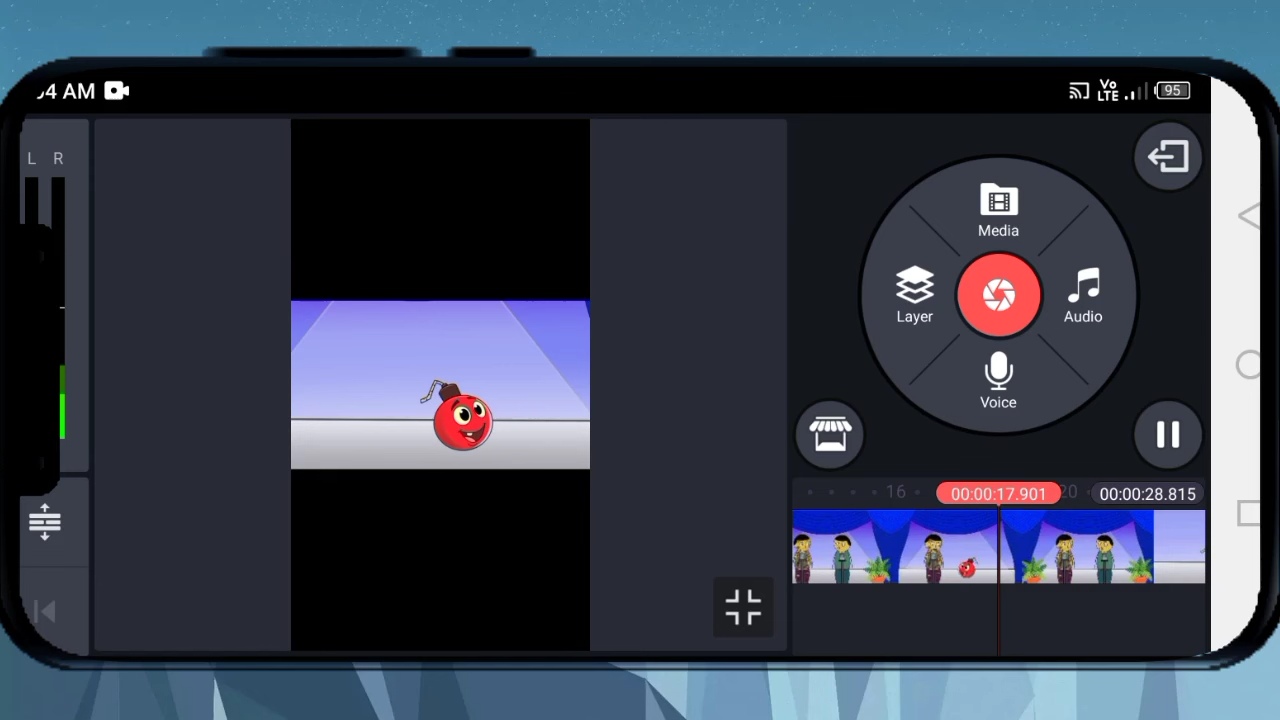 4 AM
Vo
LTE
95
L R
Media
Layer
Audio
Voice
16
00:00:17.901
20
00:00:28.815